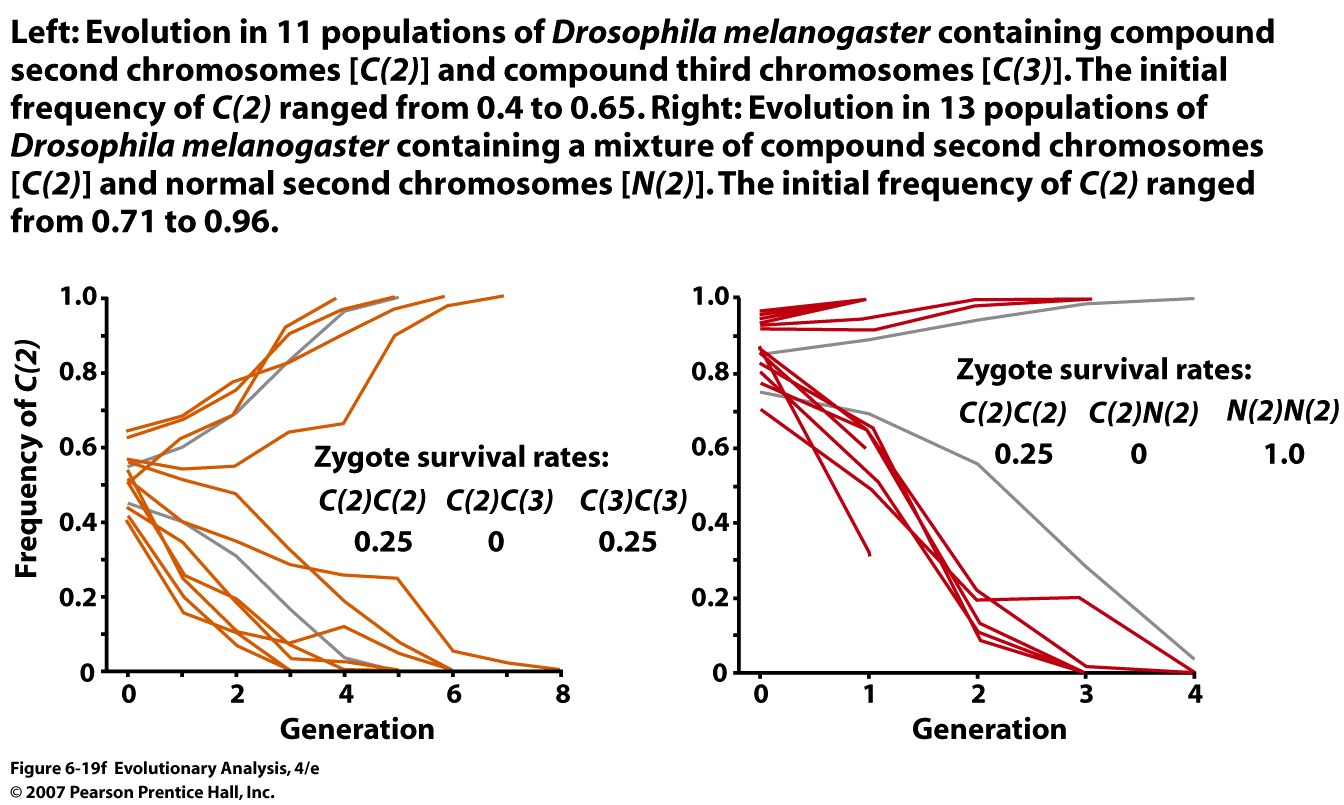 Left: Evolution in 11 populations of Drosophila melanogaster containing compound
second chromosomes [C(2)] and compound third chromosomes [C(3)]. The initial
frequency of C(2) ranged from 0.4 to 0.65. Right: Evolution in 13 populations of
Drosophila melanogaster containing a mixture of compound second chromosomes
[C(2)] and normal second chromosomes [N(2)]. The initial frequency of C(2) ranged
from 0.71 to 0.96.
Frequency of C(2)
1.0
0.8
0.6
0.4
0.2
0
Zygote survival rates:
C(2)C(2) C(2)C(3) C(3)C(3)
0.25 0 0.25
0 2 4 6 8
Generation
1.0
0.8
0.6
0.4
0.2
0
Zygote survival rates:
C(2)C(2) C(2)N(2) N(2)N(2)
0.25 0 1.0
0 1 2 3 4
Generation
Figure 6-19f Evolutionary Analysis, 4/e
© 2007 Pearson Prentice Hall, Inc.